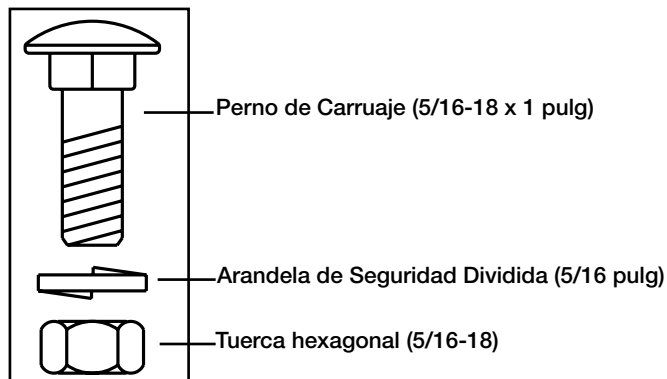 Perno de Carruaje (5/16-18 x 1 pulg)
Arandela de Seguridad Dividida (5/16 pulg)
Tuerca hexagonal (5/16-18)